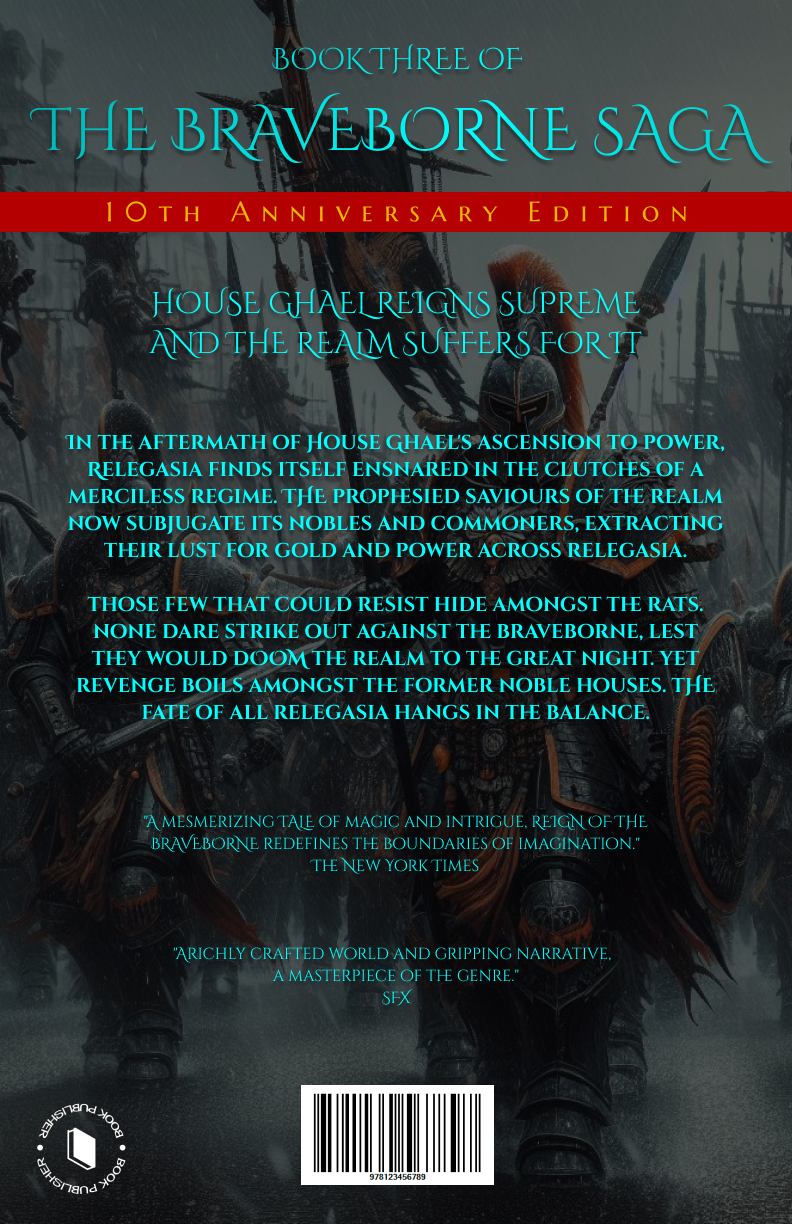 BOOK THREE OF
THE BRAVEBORNE SAGA
10th Anniversary Edition
HOUSE GHAEL REIGNS SUPREME
AND THE REALM SUFFERS FOR IT
In the aftermath of House Ghael's ascension to power,
Relegasia finds itself ensnared in the clutches of a
merciless regime. The prophesied saviours of the realm
now subjugate its nobles and commoners, extracting
their lust for gold and power across Relegasia.
Those few that could resist hide amongst the rats.
None dare strike out against the Braveborne, lest
they would doom the realm to the great night. Yet
revenge boils amongst the former noble houses. The
fate of all Relegasia hangs in the balance.
"A mesmerizing tale of magic and intrigue, Reign of the
Braveborne redefines the boundaries of imagination."
The New York Times
"A richly crafted world and gripping narrative,
a masterpiece of the genre."
SFX
BOOK PUBLISHER
BOOK PUBLISHER
978123456789